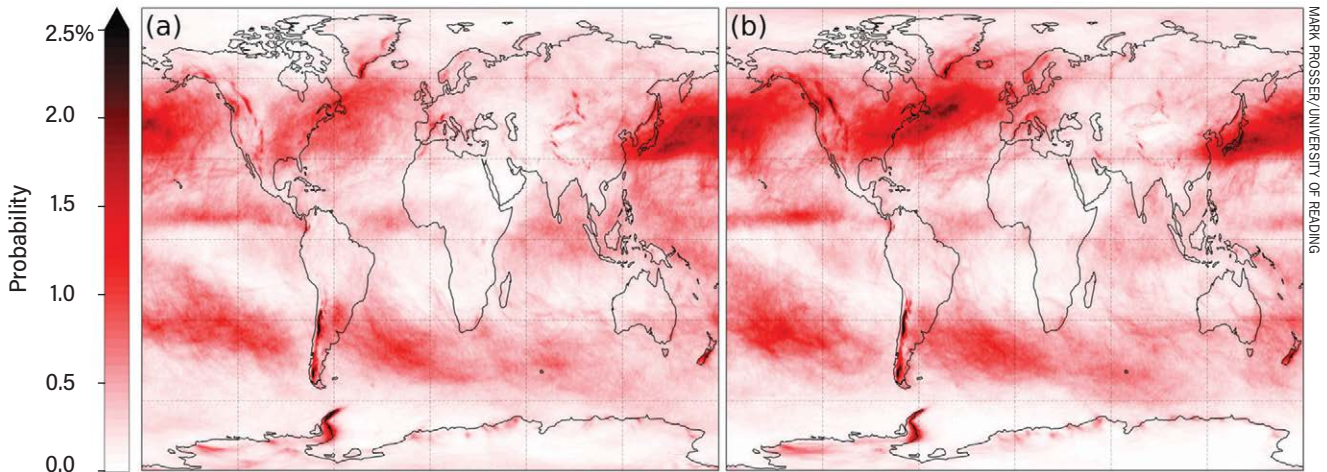 2.5%
2.0
1.5
1.0
0.5
0.0
Probability
(a)
(b)
MARK PROSSER/UNIVERSITY OF READING